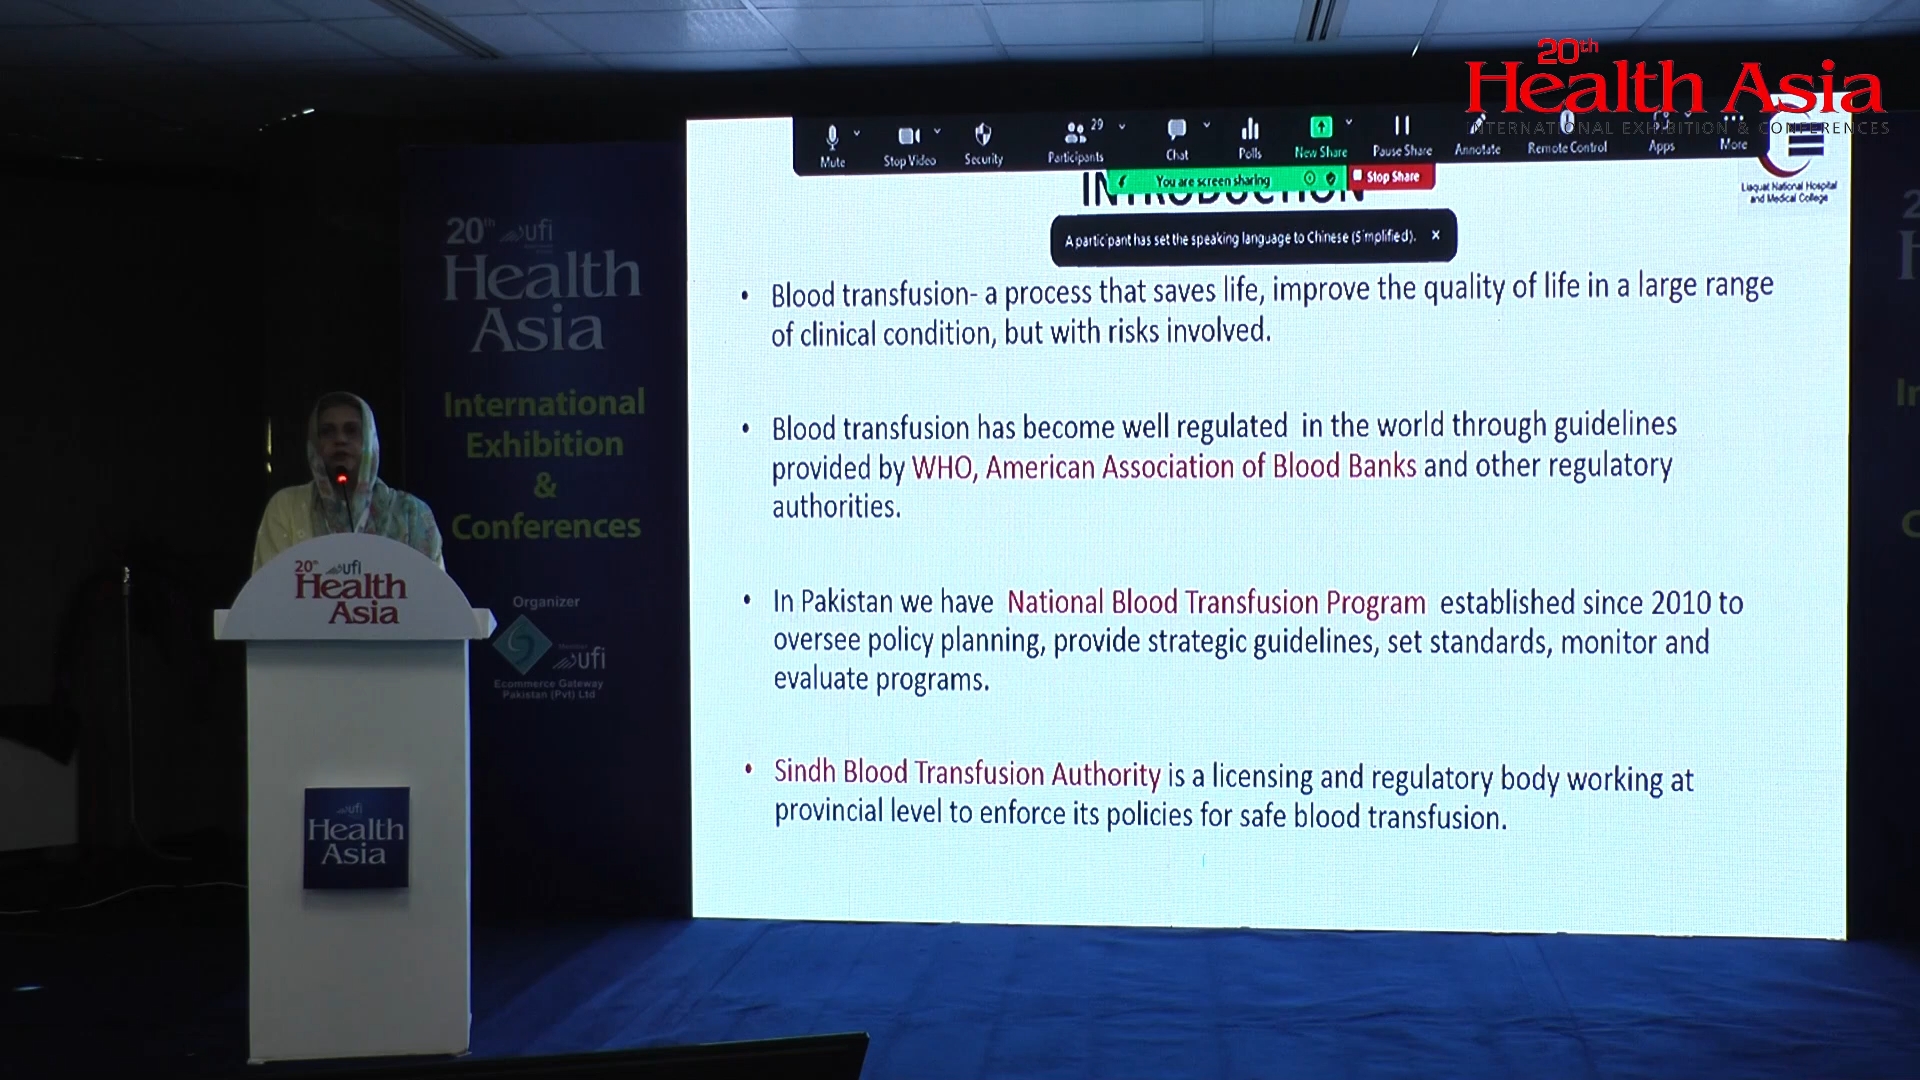 20th
Health Asia
INTERNATIONAL EXHIBITION & CONFERENCES
Mute
Stop Video
Security
29
Participants
Chat
Polls
New Share
Pause Share
Annotate
Remote Control
Apps
More
You are screen sharing
Stop Share
INTRODUCTION
A participant has set the speaking language to Chinese (Simplified).
Liaquat National Hospital
and Medical College
• Blood transfusion- a process that saves life, improve the quality of life in a large range
of clinical condition, but with risks involved.
• Blood transfusion has become well regulated in the world through guidelines
provided by WHO, American Association of Blood Banks and other regulatory
authorities.
• In Pakistan we have National Blood Transfusion Program established since 2010 to
oversee policy planning, provide strategic guidelines, set standards, monitor and
evaluate programs.
• Sindh Blood Transfusion Authority is a licensing and regulatory body working at
provincial level to enforce its policies for safe blood transfusion.
20th ufi
Health
Asia
International
Exhibition
&
Conferences
Organizer
Member
ufi
Ecommerce Gateway
Pakistan (Pvt) Ltd
20th ufi
Health
Asia
ufi
Health
Asia